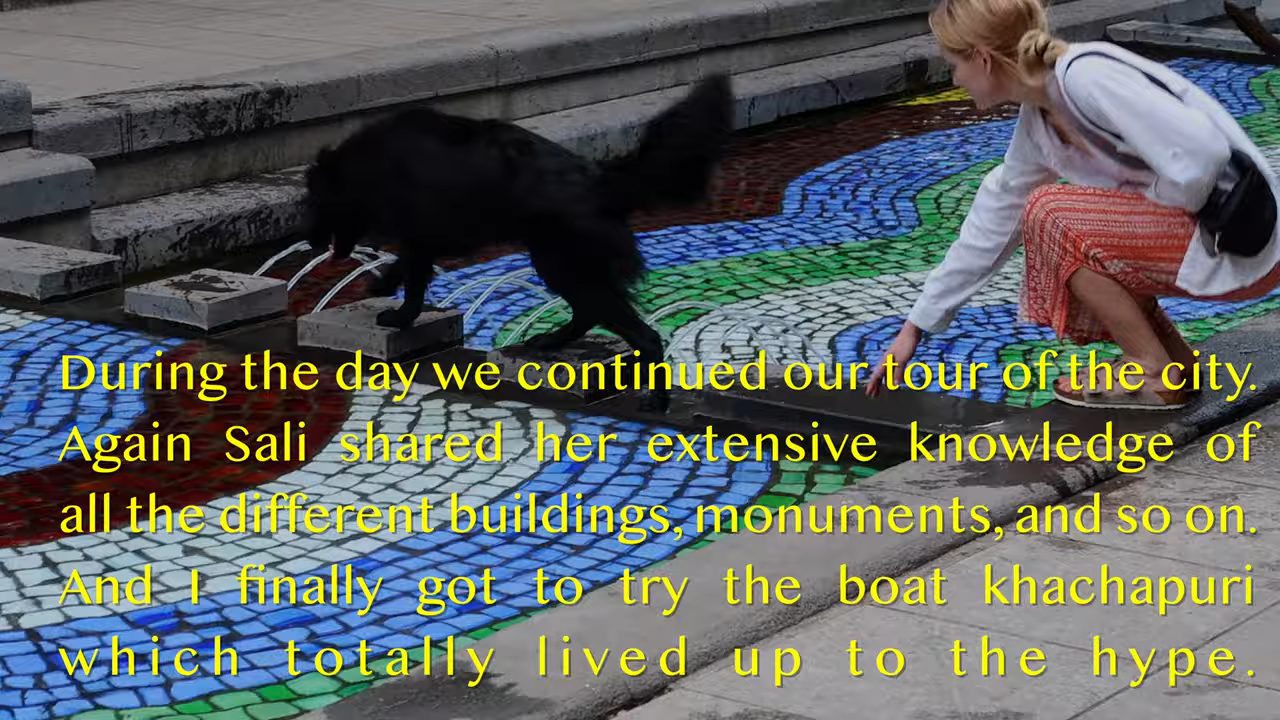 During the day we continued our tour of the city.
Again Sali shared her extensive knowledge of
all the different buildings, monuments, and so on.
And I finally got to try the boat khachapuri
which totally lived up to the hype.